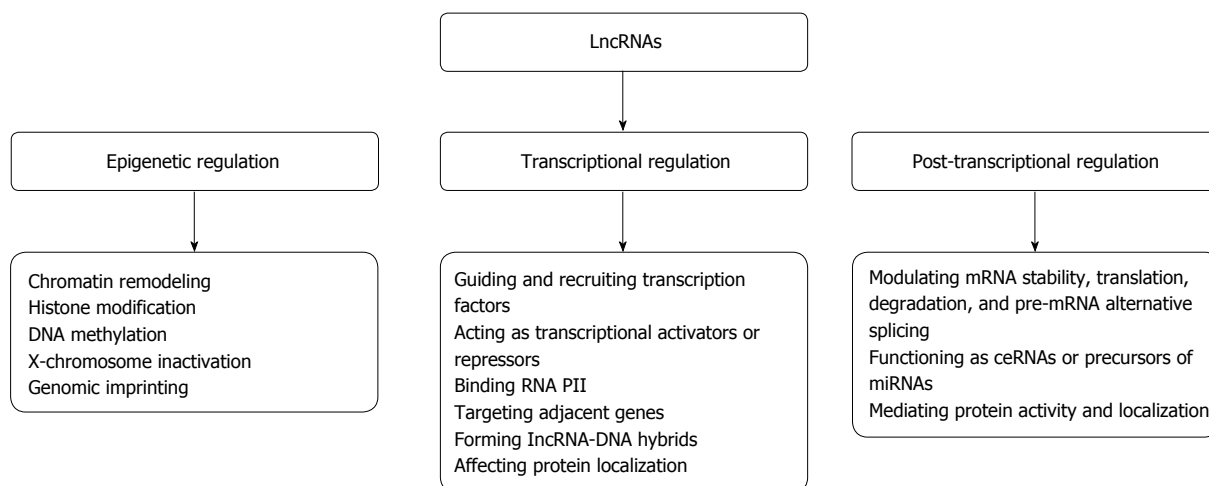 LncRNAs
Epigenetic regulation
Transcriptional regulation
Post-transcriptional regulation
Chromatin remodeling
Histone modification
DNA methylation
X-chromosome inactivation
Genomic imprinting
Guiding and recruiting transcription
factors
Acting as transcriptional activators or
repressors
Binding RNA PII
Targeting adjacent genes
Forming lncRNA-DNA hybrids
Affecting protein localization
Modulating mRNA stability, translation,
degradation, and pre-mRNA alternative
splicing
Functioning as ceRNAs or precursors of
miRNAs
Mediating protein activity and localization